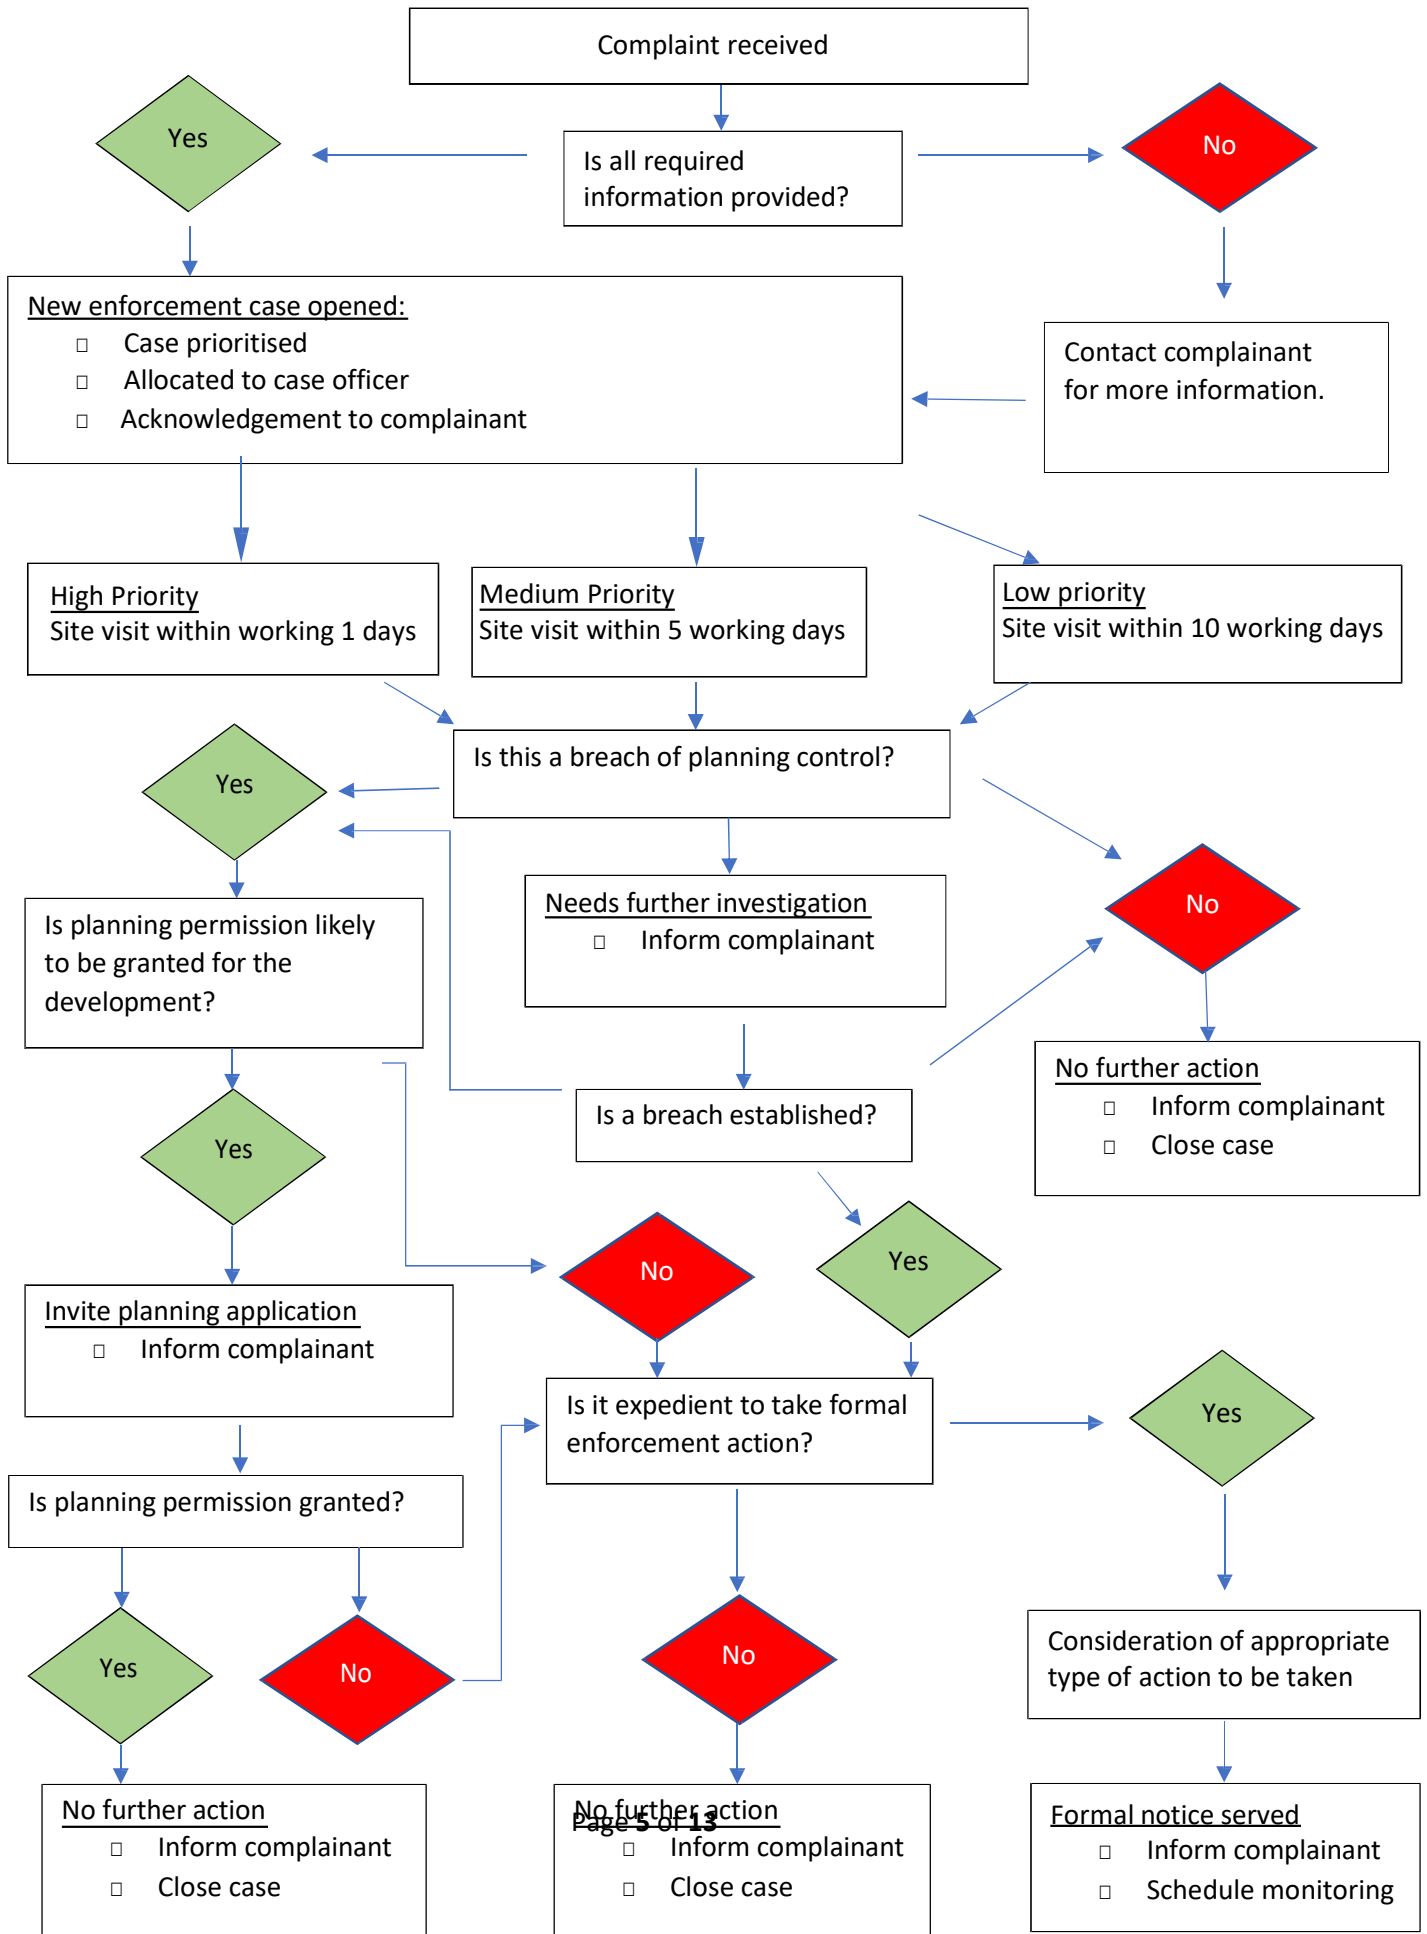 Complaint received
Yes
No
Is all required
information provided?
New enforcement case opened:
Case prioritised
Allocated to case officer
Acknowledgement to complainant
Contact complainant
for more information.
High Priority
Site visit within working 1 days
Medium Priority
Site visit within 5 working days
Low priority
Site visit within 10 working days
Is this a breach of planning control?
Yes
No
Needs further investigation
Inform complainant
Is planning permission likely
to be granted for the
development?
No further action
Inform complainant
Close case
Is a breach established?
Yes
No
Yes
Invite planning application
Inform complainant
Is it expedient to take formal
enforcement action?
Yes
Is planning permission granted?
Yes
No
No
Consideration of appropriate
type of action to be taken
No further action
Inform complainant
Close case
No further action
Page 5 of 13
Inform complainant
Close case
Formal notice served
Inform complainant
Schedule monitoring